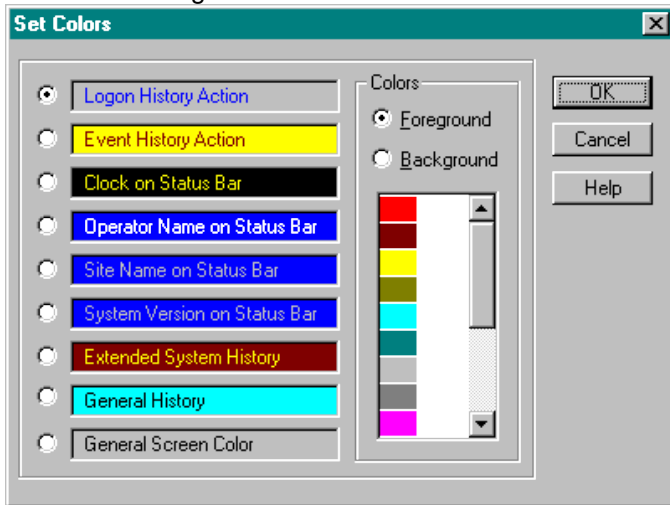 Set Colors
Logon History Action
Event History Action
Clock on Status Bar
Operator Name on Status Bar
Site Name on Status Bar
System Version on Status Bar
Extended System History
General History
General Screen Color
Colors
Foreground
Background
OK
Cancel
Help